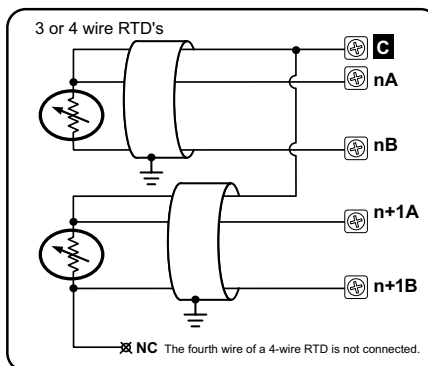 3 or 4 wire RTD's
C
nA
nB
n+1A
n+1B
NC The fourth wire of a 4-wire RTD is not connected.